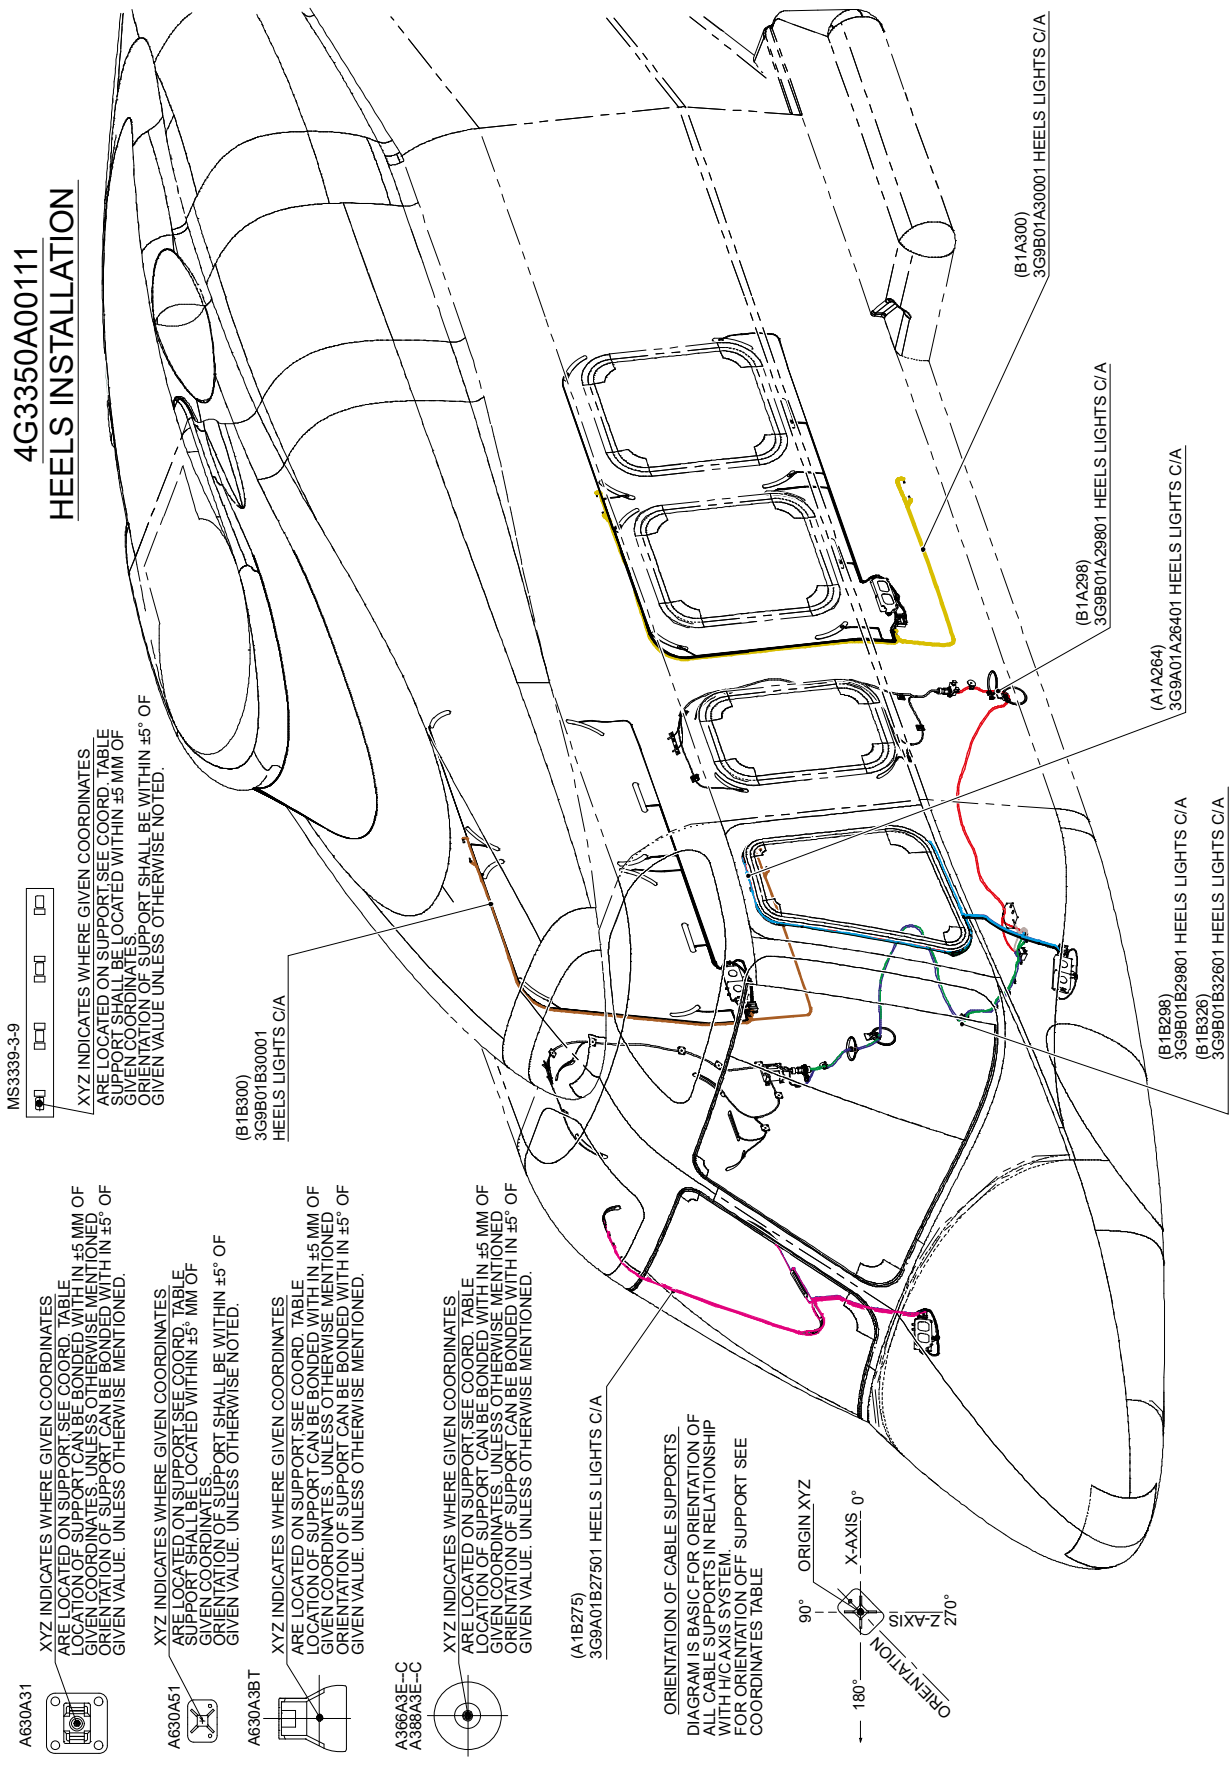 4G3350A00111
HEELS INSTALLATION
A630A31
XYZ INDICATES WHERE GIVEN COORDINATES
ARE LOCATED ON SUPPORT,SEE COORD. TABLE
LOCATION OF SUPPORT CAN BE BONDED WITH IN ±5 MM OF
GIVEN COORDINATES, UNLESS OTHERWISE MENTIONED
ORIENTATION OF SUPPORT CAN BE BONDED WITH IN ±5° OF
GIVEN VALUE. UNLESS OTHERWISE MENTIONED.
MS3339-3-9
XYZ INDICATES WHERE GIVEN COORDINATES
ARE LOCATED ON SUPPORT,SEE COORD. TABLE
SUPPORT SHALL BE LOCATED WITHIN ±5 MM OF
GIVEN COORDINATES.
ORIENTATION OF SUPPORT SHALL BE WITHIN ±5° OF
GIVEN VALUE UNLESS OTHERWISE NOTED.
A630A51
XYZ INDICATES WHERE GIVEN COORDINATES
ARE LOCATED ON SUPPORT,SEE COORD. TABLE
SUPPORT SHALL BE LOCATED WITHIN ±5° MM OF
GIVEN COORDINATES.
ORIENTATION OF SUPPORT SHALL BE WITHIN ±5° OF
GIVEN VALUE. UNLESS OTHERWISE NOTED.
A630A3BT
XYZ INDICATES WHERE GIVEN COORDINATES
ARE LOCATED ON SUPPORT,SEE COORD. TABLE
LOCATION OF SUPPORT CAN BE BONDED WITH IN ±5 MM OF
GIVEN COORDINATES, UNLESS OTHERWISE MENTIONED
ORIENTATION OF SUPPORT CAN BE BONDED WITH IN ±5° OF
GIVEN VALUE. UNLESS OTHERWISE MENTIONED.
A366A3E--C
A388A3E--C
XYZ INDICATES WHERE GIVEN COORDINATES
ARE LOCATED ON SUPPORT,SEE COORD. TABLE
LOCATION OF SUPPORT CAN BE BONDED WITH IN ±5 MM OF
GIVEN COORDINATES, UNLESS OTHERWISE MENTIONED
ORIENTATION OF SUPPORT CAN BE BONDED WITH IN ±5° OF
GIVEN VALUE. UNLESS OTHERWISE MENTIONED.
(B1B300)
3G9B01B30001
HEELS LIGHTS C/A
(A1B275)
3G9A01B27501 HEELS LIGHTS C/A
ORIENTATION OF CABLE SUPPORTS
DIAGRAM IS BASIC FOR ORIENTATION OF
ALL CABLE SUPPORTS IN RELATIONSHIP
WITH H/C AXIS SYSTEM.
FOR ORIENTATION OFF SUPPORT SEE
COORDINATES TABLE
ORIGIN XYZ
90°
X-AXIS 0°
180°
Z-AXIS
270°
ORIENTATION
(B1A300)
3G9B01A30001 HEELS LIGHTS C/A
(B1A298)
3G9B01A29801 HEELS LIGHTS C/A
(A1A264)
3G9A01A26401 HEELS LIGHTS C/A
(B1B298)
3G9B01B29801 HEELS LIGHTS C/A
(B1B326)
3G9B01B32601 HEELS LIGHTS C/A